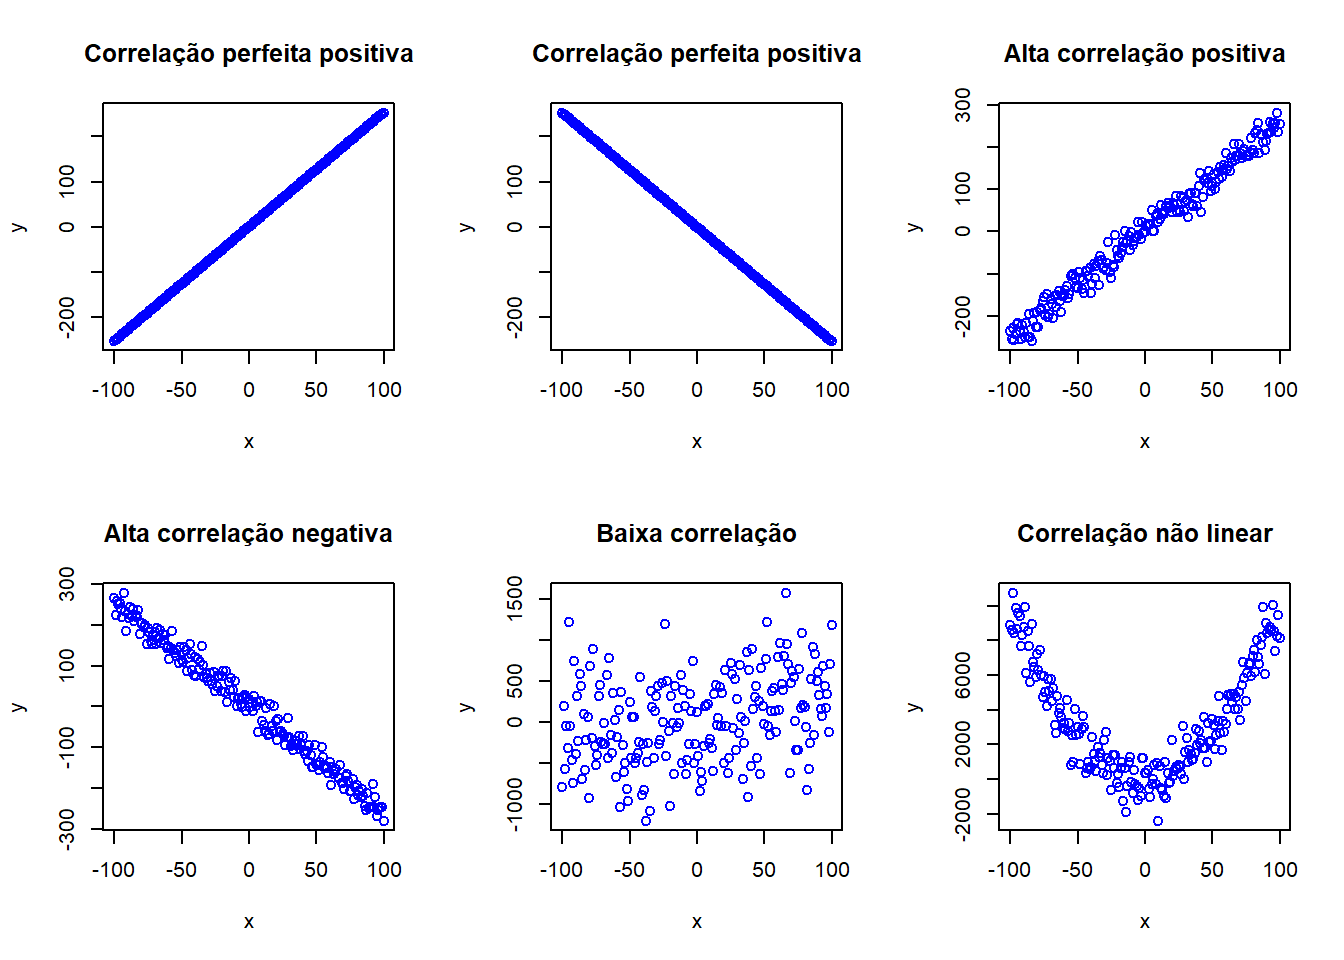 Correlação perfeita positiva
300
100
0
-200
y
-100 -50 0 50 100
x
Correlação perfeita positiva
100
0
-200
y
-100 -50 0 50 100
x
Alta correlação positiva
300
100
0
-200
y
-100 -50 0 50 100
x
Alta correlação negativa
300
100
-100
-300
y
-100 -50 0 50 100
x
Baixa correlação
1500
500
0
-1000
y
-100 -50 0 50 100
x
Correlação não linear
6000
2000
-2000
y
-100 -50 0 50 100
x